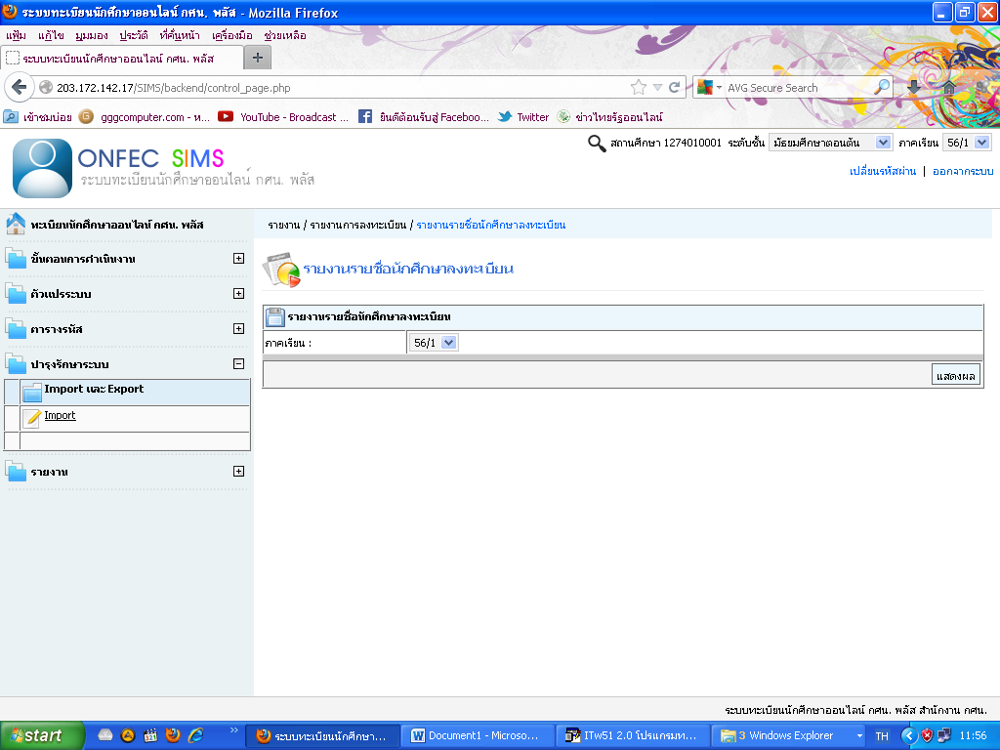 ระบบทะเบียนนักศึกษาออนไลน์ กศน. พลัส - Mozilla Firefox
แฟ้ม แก้ไข มุมมอง ประวัติ ที่คั่นหน้า เครื่องมือ ช่วยเหลือ
ระบบทะเบียนนักศึกษาออนไลน์ กศน. พลัส
203.172.142.17/SIMS/backend/control_page.php
AVG Secure Search
เข้าชมบ่อย gggcomputer.com - ห... YouTube - Broadcast ... ยินดีต้อนรับสู่ Faceboo... Twitter ข่าวไทยรัฐออนไลน์
สถานศึกษา 1274010001 ระดับชั้น มัธยมศึกษาตอนต้น ภาคเรียน 56/1
ONFEC SIMS
ระบบทะเบียนนักศึกษาออนไลน์ กศน. พลัส
เปลี่ยนรหัสผ่าน | ออกจากระบบ
ทะเบียนนักศึกษาออนไลน์ กศน. พลัส
ขั้นตอนการดำเนินงาน
ตัวแปรระบบ
ตารางรหัส
บำรุงรักษาระบบ
Import และ Export
Import
รายงาน
รายงาน / รายงานการลงทะเบียน / รายงานรายชื่อนักศึกษาลงทะเบียน
รายงานรายชื่อนักศึกษาลงทะเบียน
รายงานรายชื่อนักศึกษาลงทะเบียน
ภาคเรียน : 56/1
แสดงผล
ระบบทะเบียนนักศึกษาออนไลน์ กศน. พลัส สำนักงาน กศน.
start ระบบทะเบียนนักศึกษา... Document1 - Microso... ITw51 2.0 โปรแกรมท... 3 Windows Explorer TH 11:56